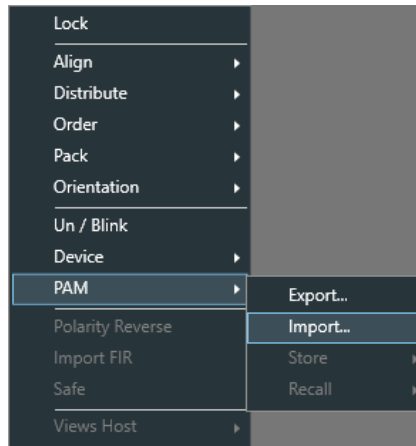 Lock
Align
Distribute
Order
Pack
Orientation
Un / Blink
Device
PAM
Export...
Import...
Polarity Reverse
Import FIR
Store
Safe
Recall
Views Host